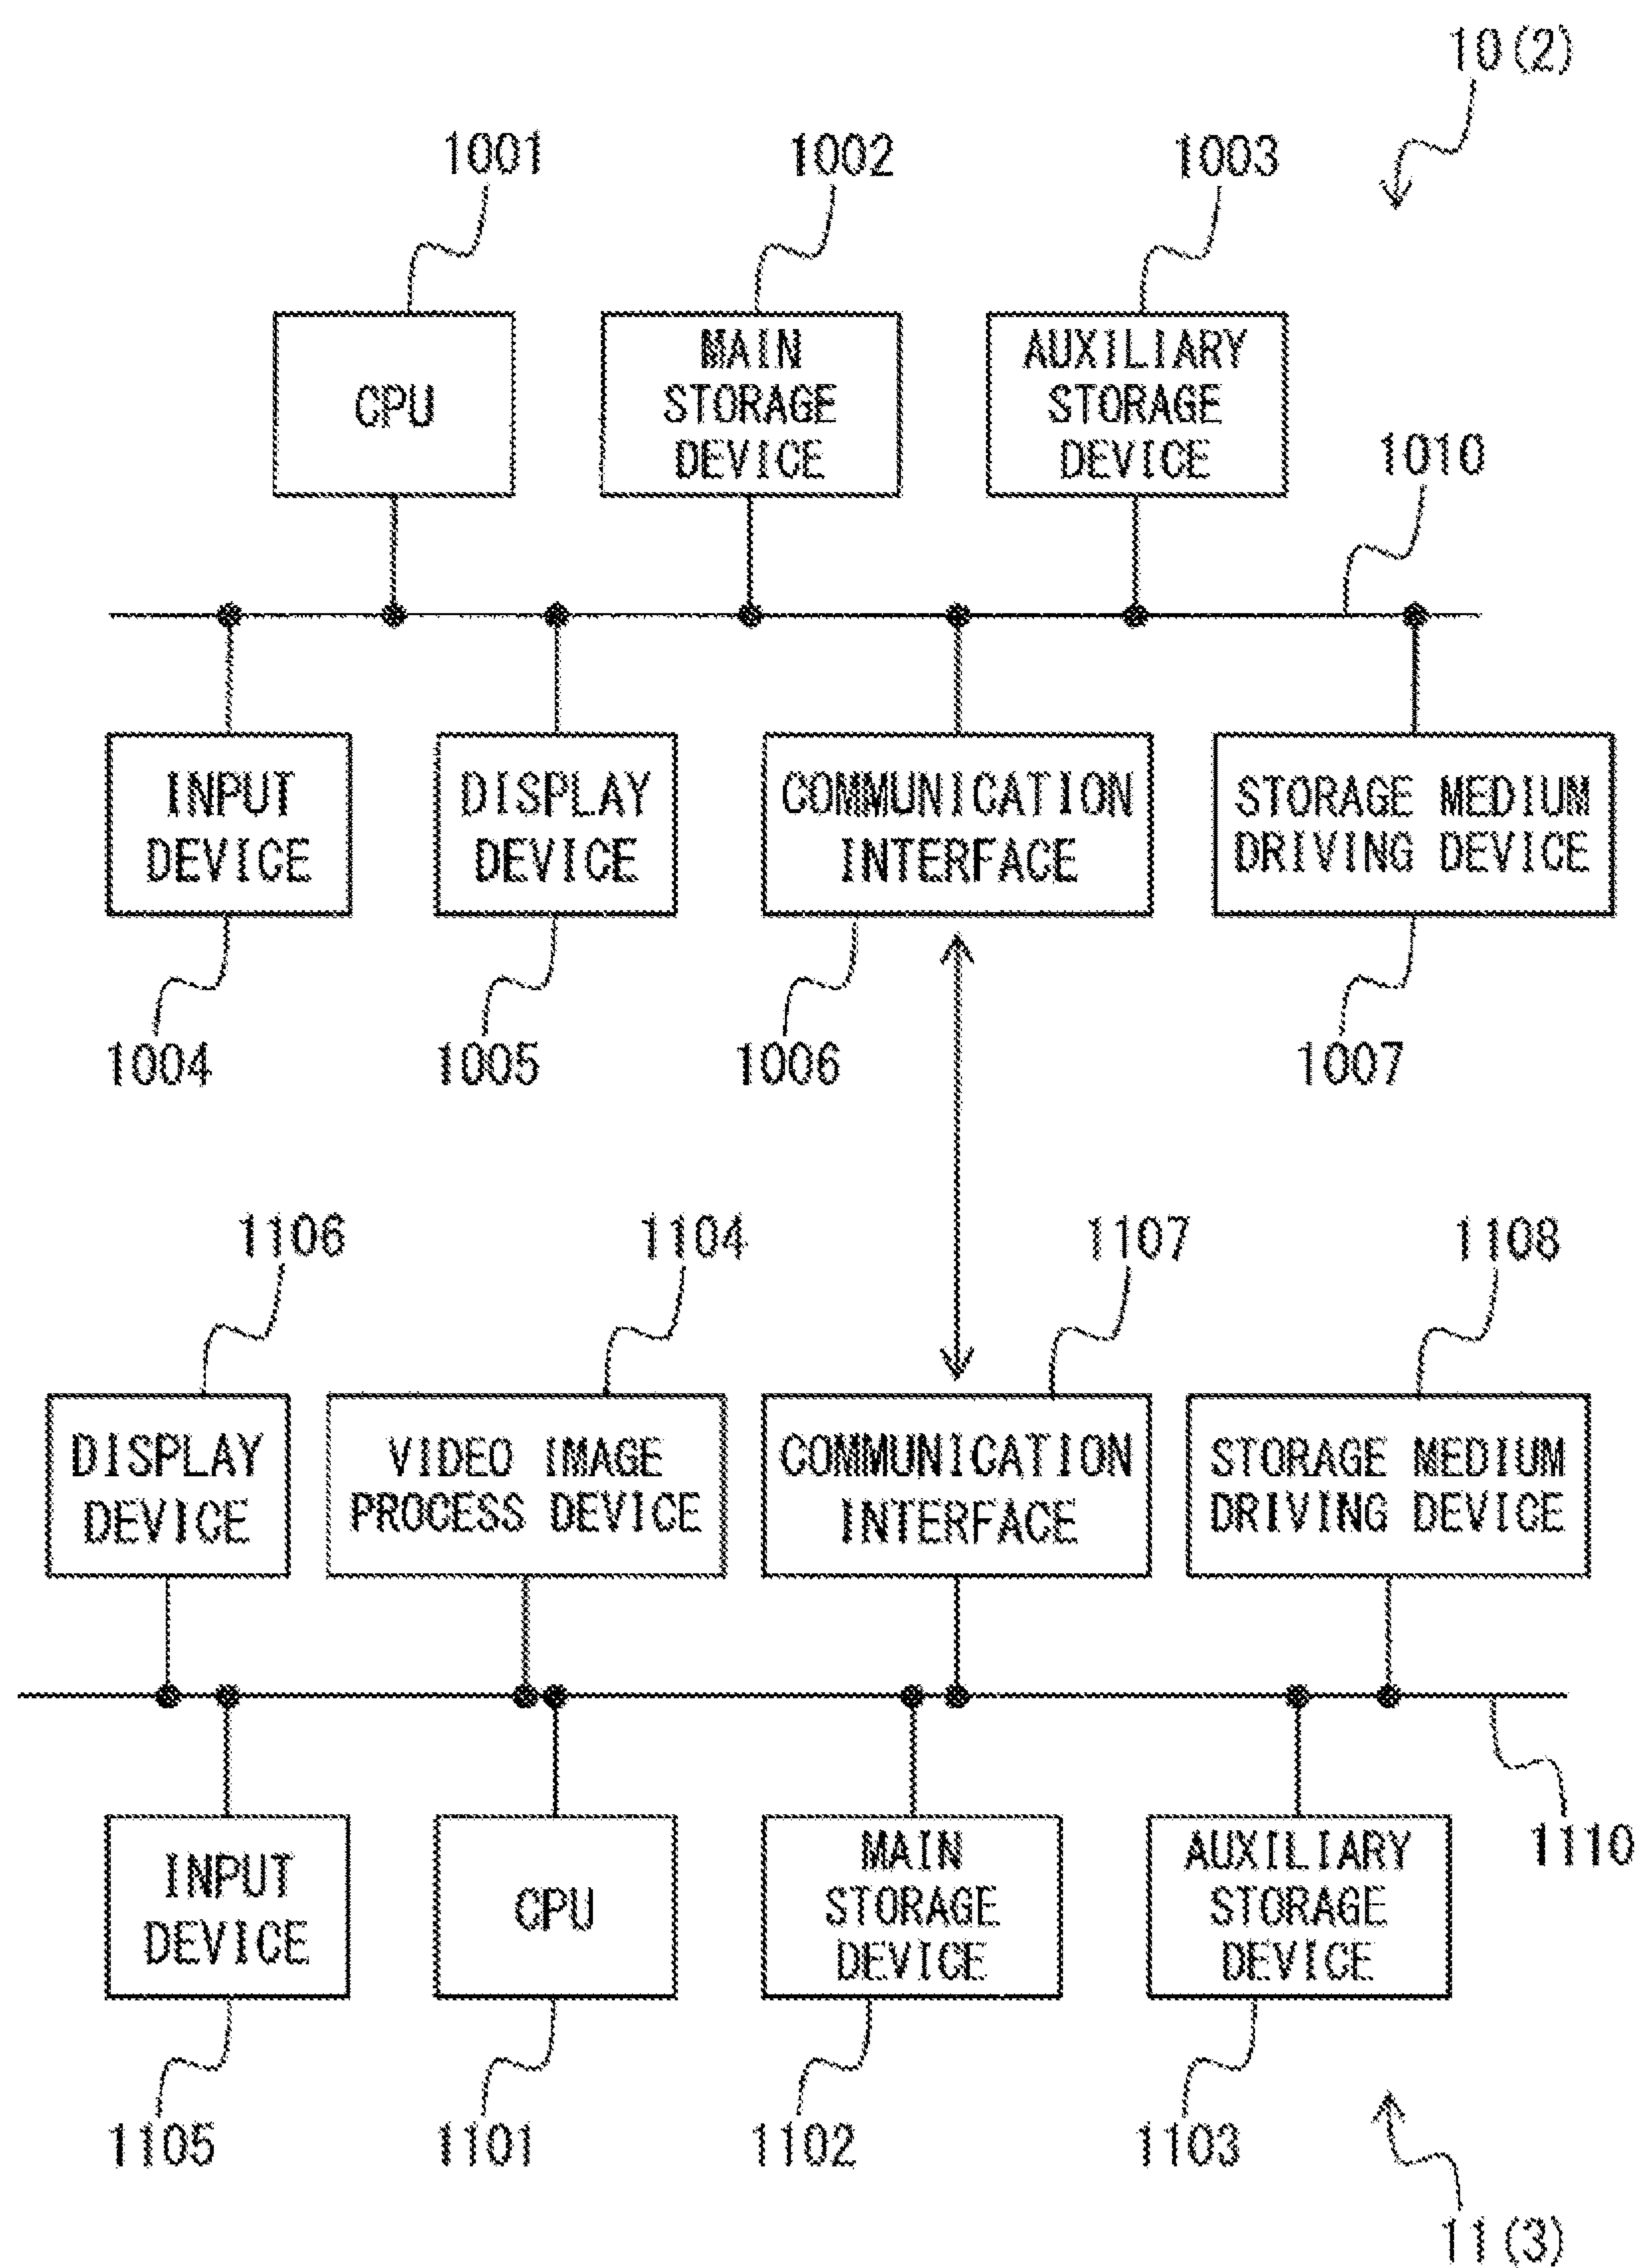 10(2)
1001
1002
1003
CPU
MAIN
STORAGE
DEVICE
AUXILIARY
STORAGE
DEVICE
1010
INPUT
DEVICE
DISPLAY
DEVICE
COMMUNICATION
INTERFACE
STORAGE MEDIUM
DRIVING DEVICE
1004
1005
1006
1007
1106
1104
1107
1108
DISPLAY
DEVICE
VIDEO IMAGE
PROCESS DEVICE
COMMUNICATION
INTERFACE
STORAGE MEDIUM
DRIVING DEVICE
1110
INPUT
DEVICE
CPU
MAIN
STORAGE
DEVICE
AUXILIARY
STORAGE
DEVICE
1105
1101
1102
1103
11(3)